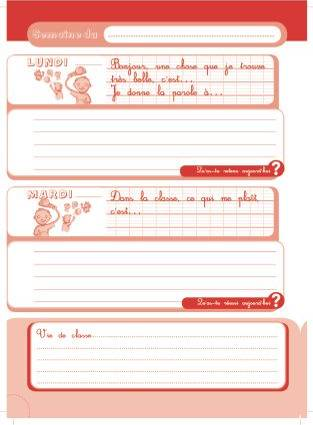 Semaine du
LUNDI
Bonjour, une chose que je trouve
très belle, c'est...
Je donne la parole à...
Qu'as-tu retenu aujourd'hui ?
MARDI
Dans la classe, ce qui me plaît,
c'est...
Qu'as-tu réussi aujourd'hui ?
Vie de classe